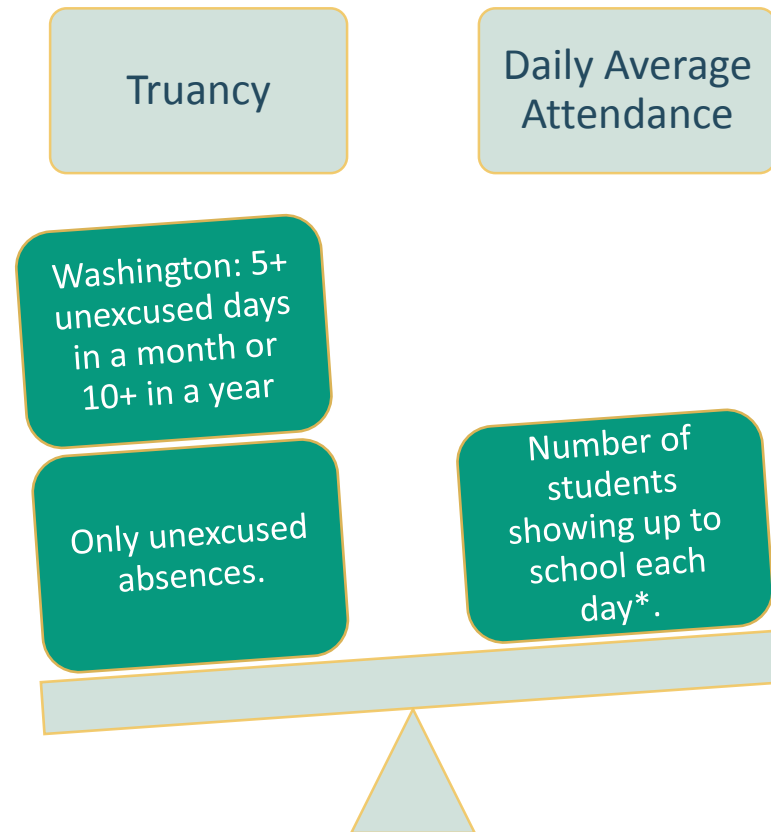 Truancy
Daily Average
Attendance
Washington: 5+
unexcused days
in a month or
10+ in a year
Only unexcused
absences.
Number of
students
showing up to
school each
day*.